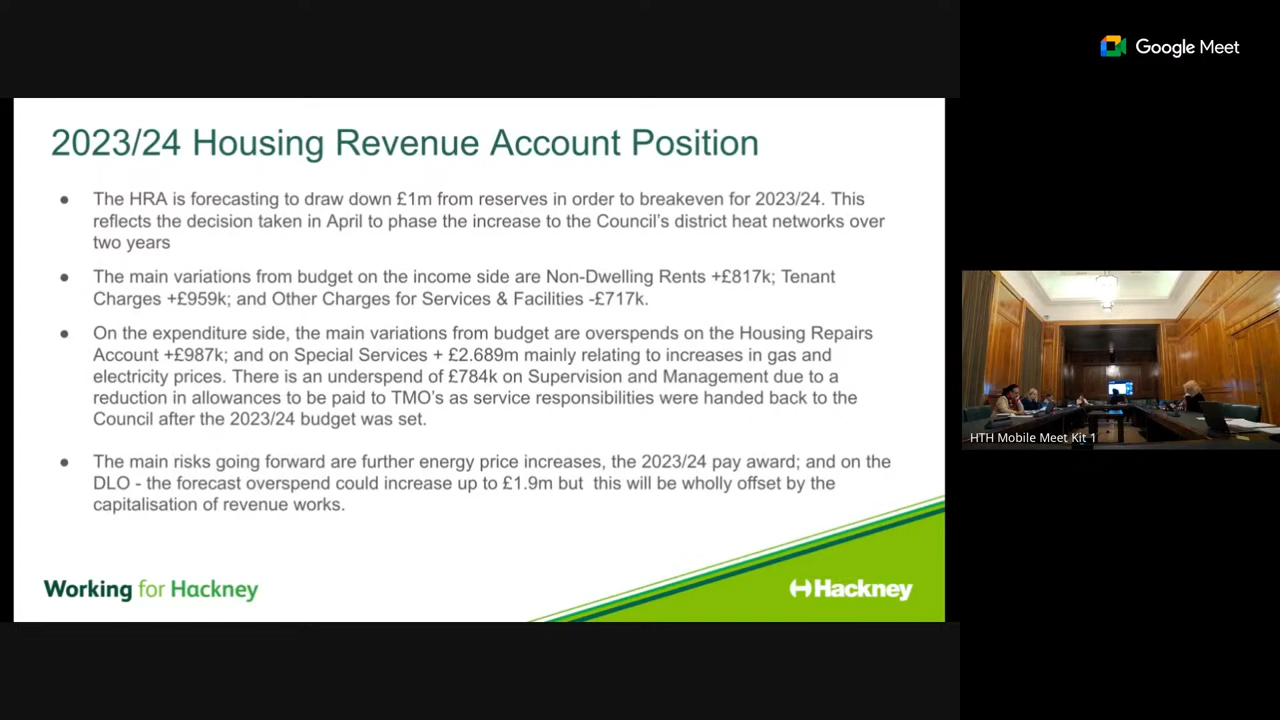 Google Meet
2023/24 Housing Revenue Account Position
● The HRA is forecasting to draw down £1m from reserves in order to breakeven for 2023/24. This
reflects the decision taken in April to phase the increase to the Council's district heat networks over
two years
● The main variations from budget on the income side are Non-Dwelling Rents +£817k; Tenant
Charges +£959k; and Other Charges for Services & Facilities -£717k.
● On the expenditure side, the main variations from budget are overspends on the Housing Repairs
Account +£987k; and on Special Services + £2.689m mainly relating to increases in gas and
electricity prices. There is an underspend of £784k on Supervision and Management due to a
reduction in allowances to be paid to TMO's as service responsibilities were handed back to the
Council after the 2023/24 budget was set.
● The main risks going forward are further energy price increases, the 2023/24 pay award; and on the
DLO - the forecast overspend could increase up to £1.9m but  this will be wholly offset by the
capitalisation of revenue works.
Working for Hackney
Hackney
HTH Mobile Meet Kit 1